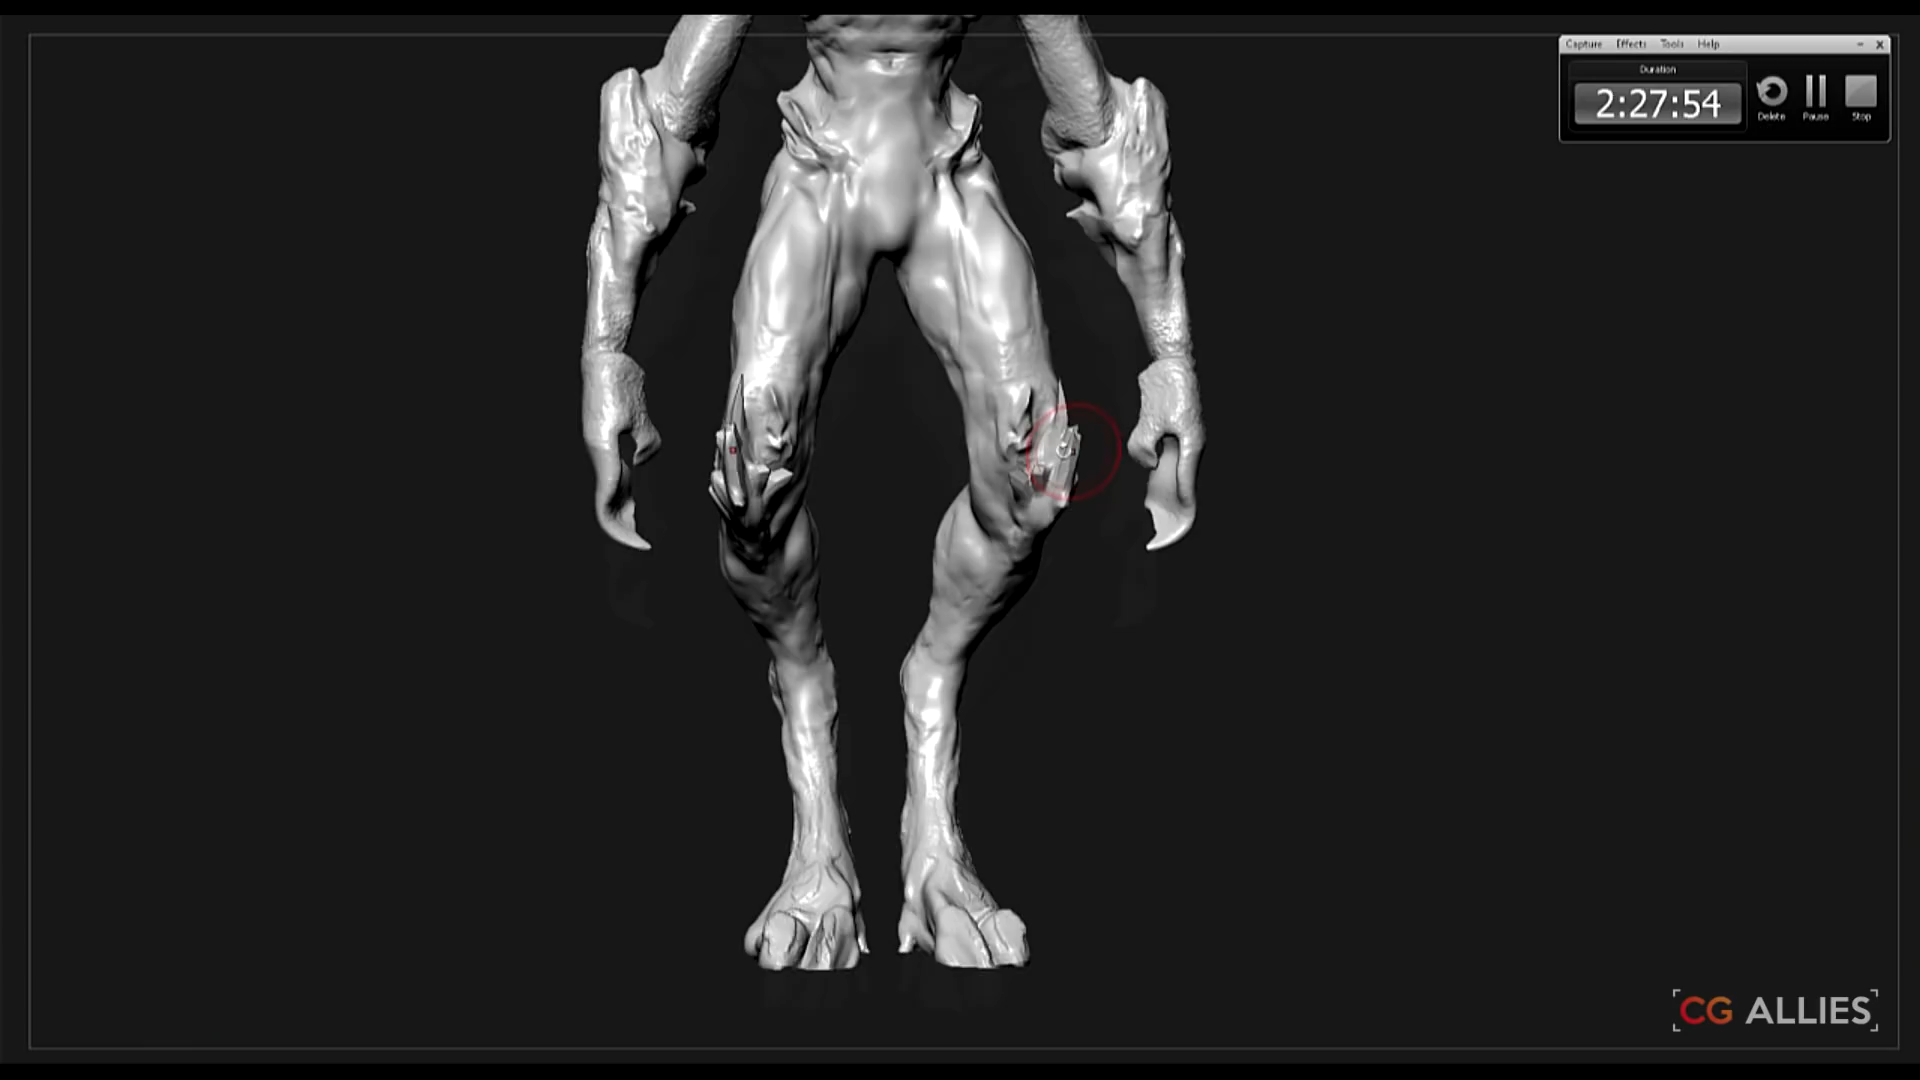 Capture Effects Tools Help
Duration
2:27:54
Delete Pause Stop
CG ALLIES